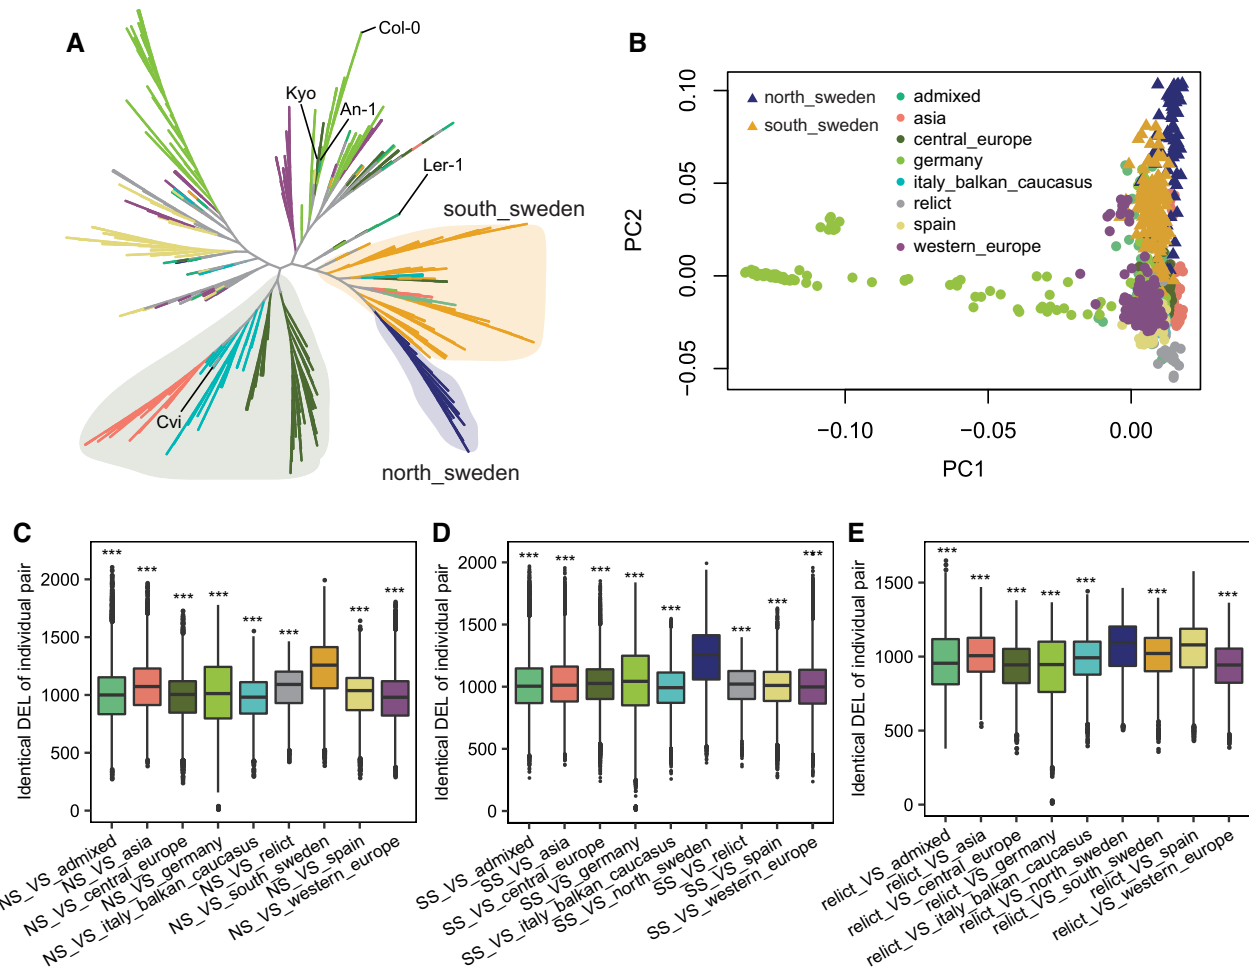 A
Col-0
Kyo
An-1
Ler-1
south_sweden
Cvi
north_sweden
B
PC2
0.10
0.05
0.00
−0.05
north_sweden
south_sweden
admixed
asia
central_europe
germany
italy_balkan_caucasus
relict
spain
western_europe
−0.10
−0.05
0.00
PC1
C
Identical DEL of individual pair
2000
1500
1000
500
0
***
***
***
***
***
***
***
***
NS_VS_admixed
NS_VS_asia
NS_VS_central_europe
NS_VS_germany
NS_VS_italy_balkan_caucasus
NS_VS_relict
NS_VS_south_sweden
NS_VS_spain
NS_VS_western_europe
D
Identical DEL of individual pair
2000
1500
1000
500
0
***
***
***
***
***
***
***
***
SS_VS_admixed
SS_VS_asia
SS_VS_central_europe
SS_VS_germany
SS_VS_italy_balkan_caucasus
SS_VS_north_sweden
SS_VS_relict
SS_VS_spain
SS_VS_western_europe
E
Identical DEL of individual pair
1500
1000
500
0
***
***
***
***
***
***
***
relict_VS_admixed
relict_VS_asia
relict_VS_central_europe
relict_VS_germany
relict_VS_italy_balkan_caucasus
relict_VS_north_sweden
relict_VS_south_sweden
relict_VS_spain
relict_VS_western_europe